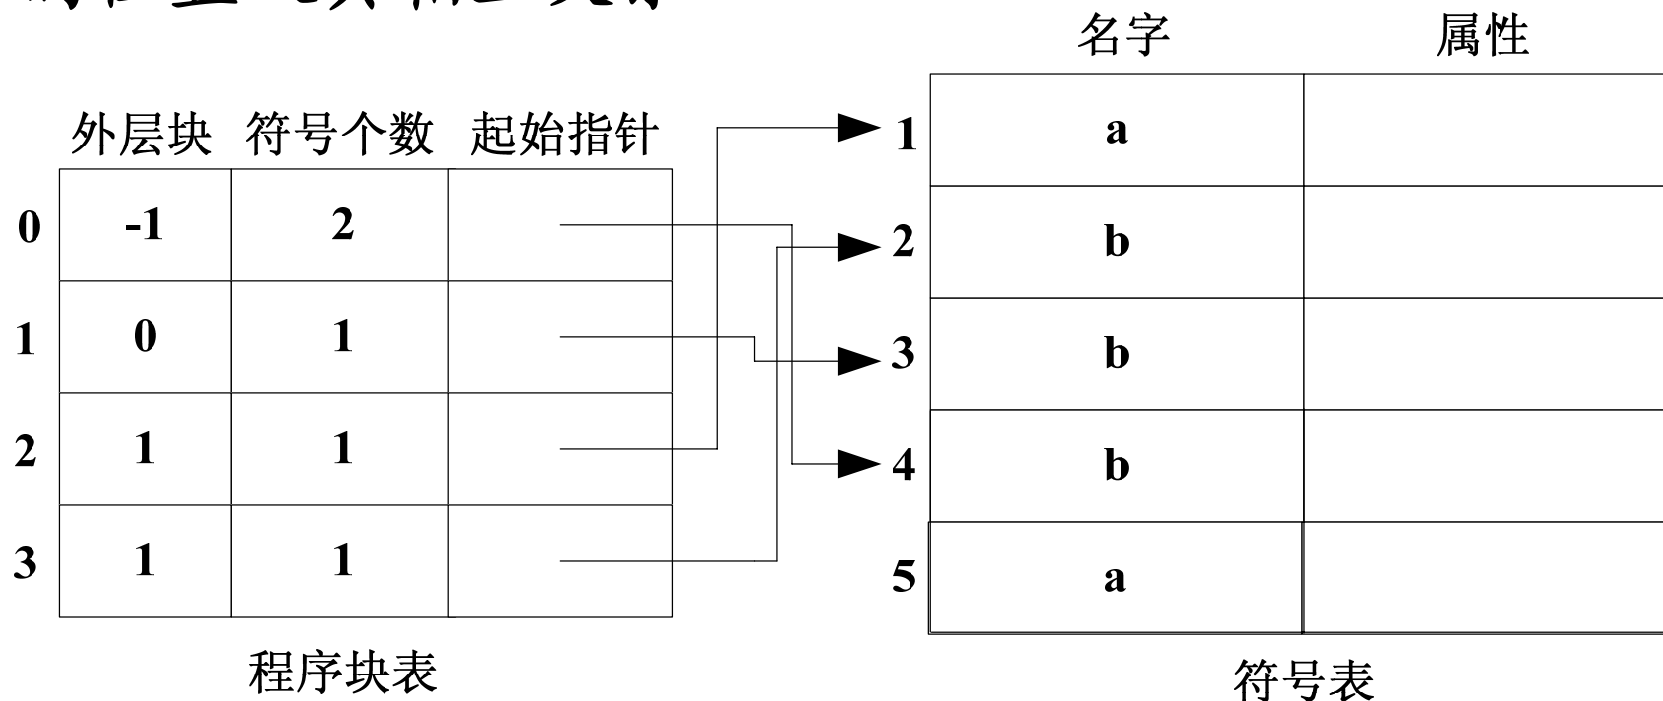 名字 属性
外层块 符号个数 起始指针
0 -1 2
1 0 1
2 1 1
3 1 1
程序块表
1 a
2 b
3 b
4 b
5 a
符号表